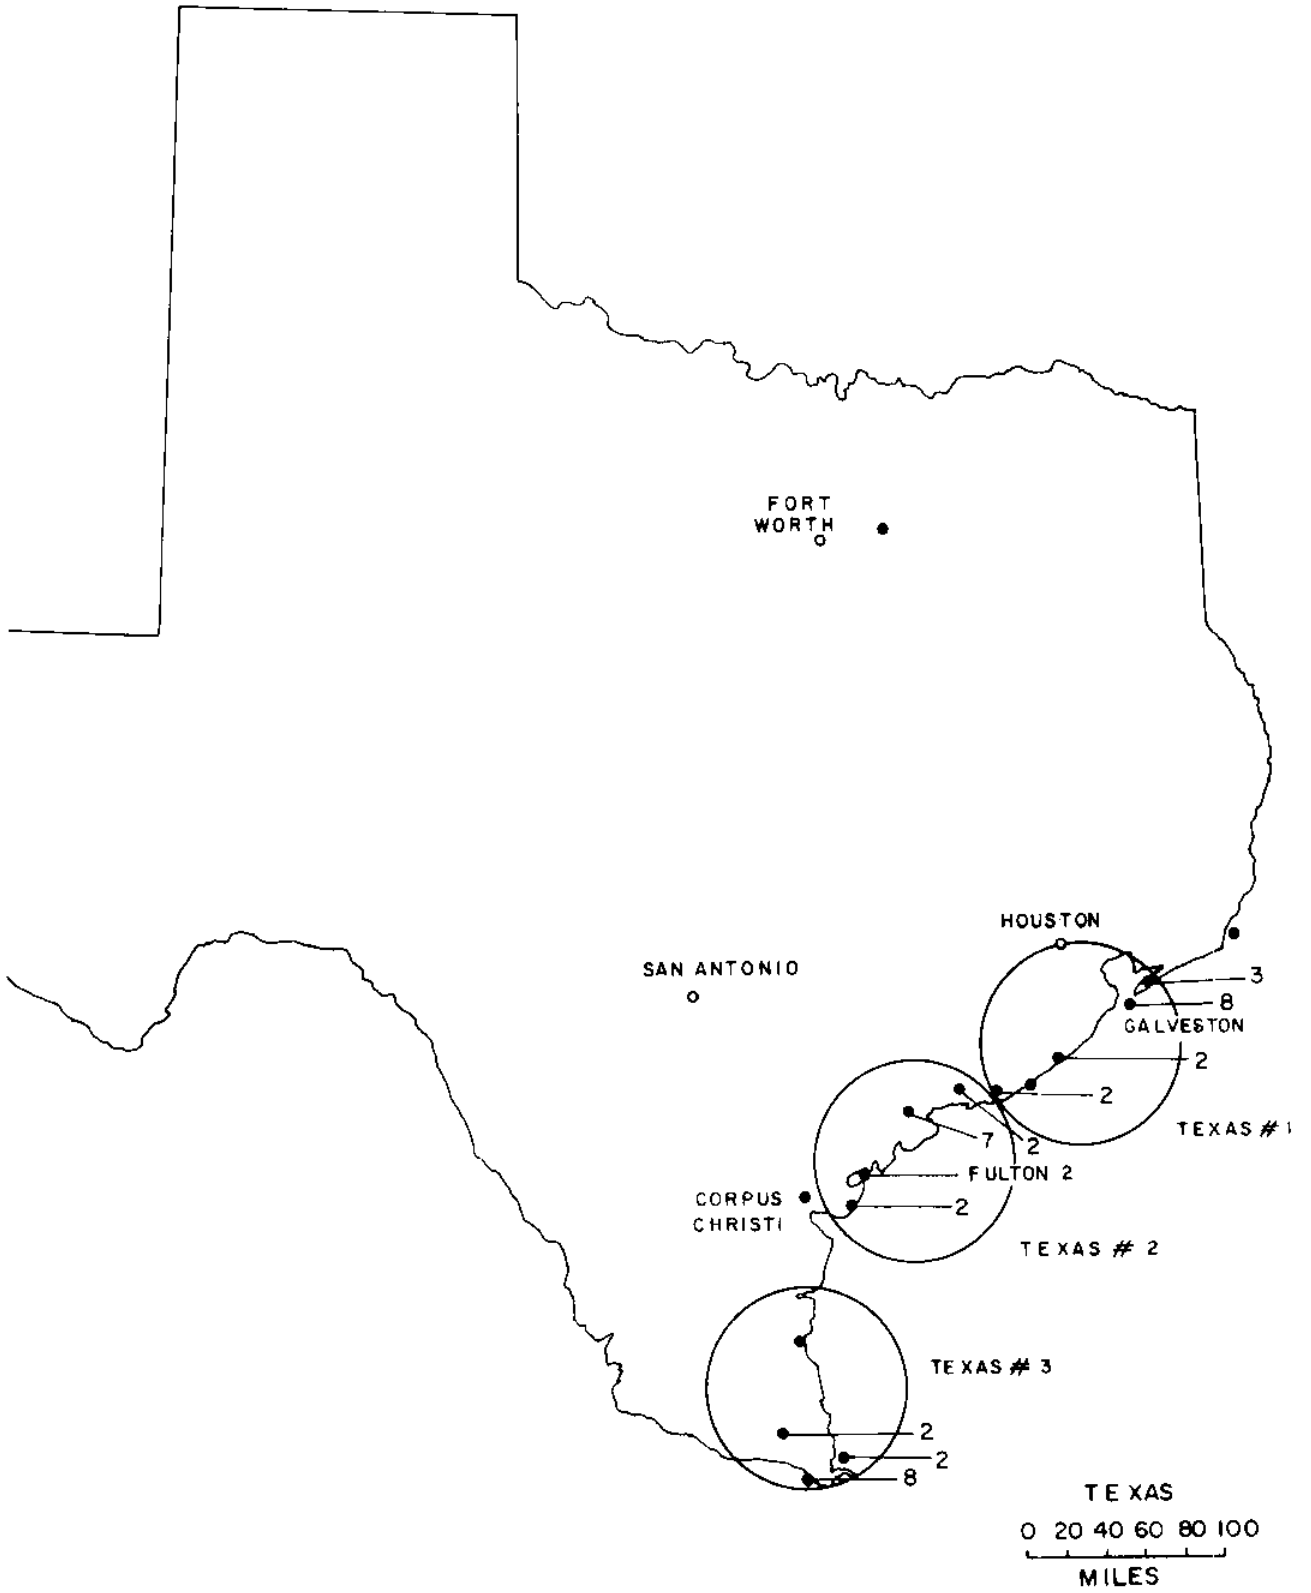 FORT
WORTH
HOUSTON
SAN ANTONIO
3
8
GALVESTON
2
2
TEXAS # 1
7
2
FULTON 2
CORPUS
CHRISTI
2
TEXAS # 2
TEXAS # 3
2
2
8
TEXAS
0 20 40 60 80 100
MILES